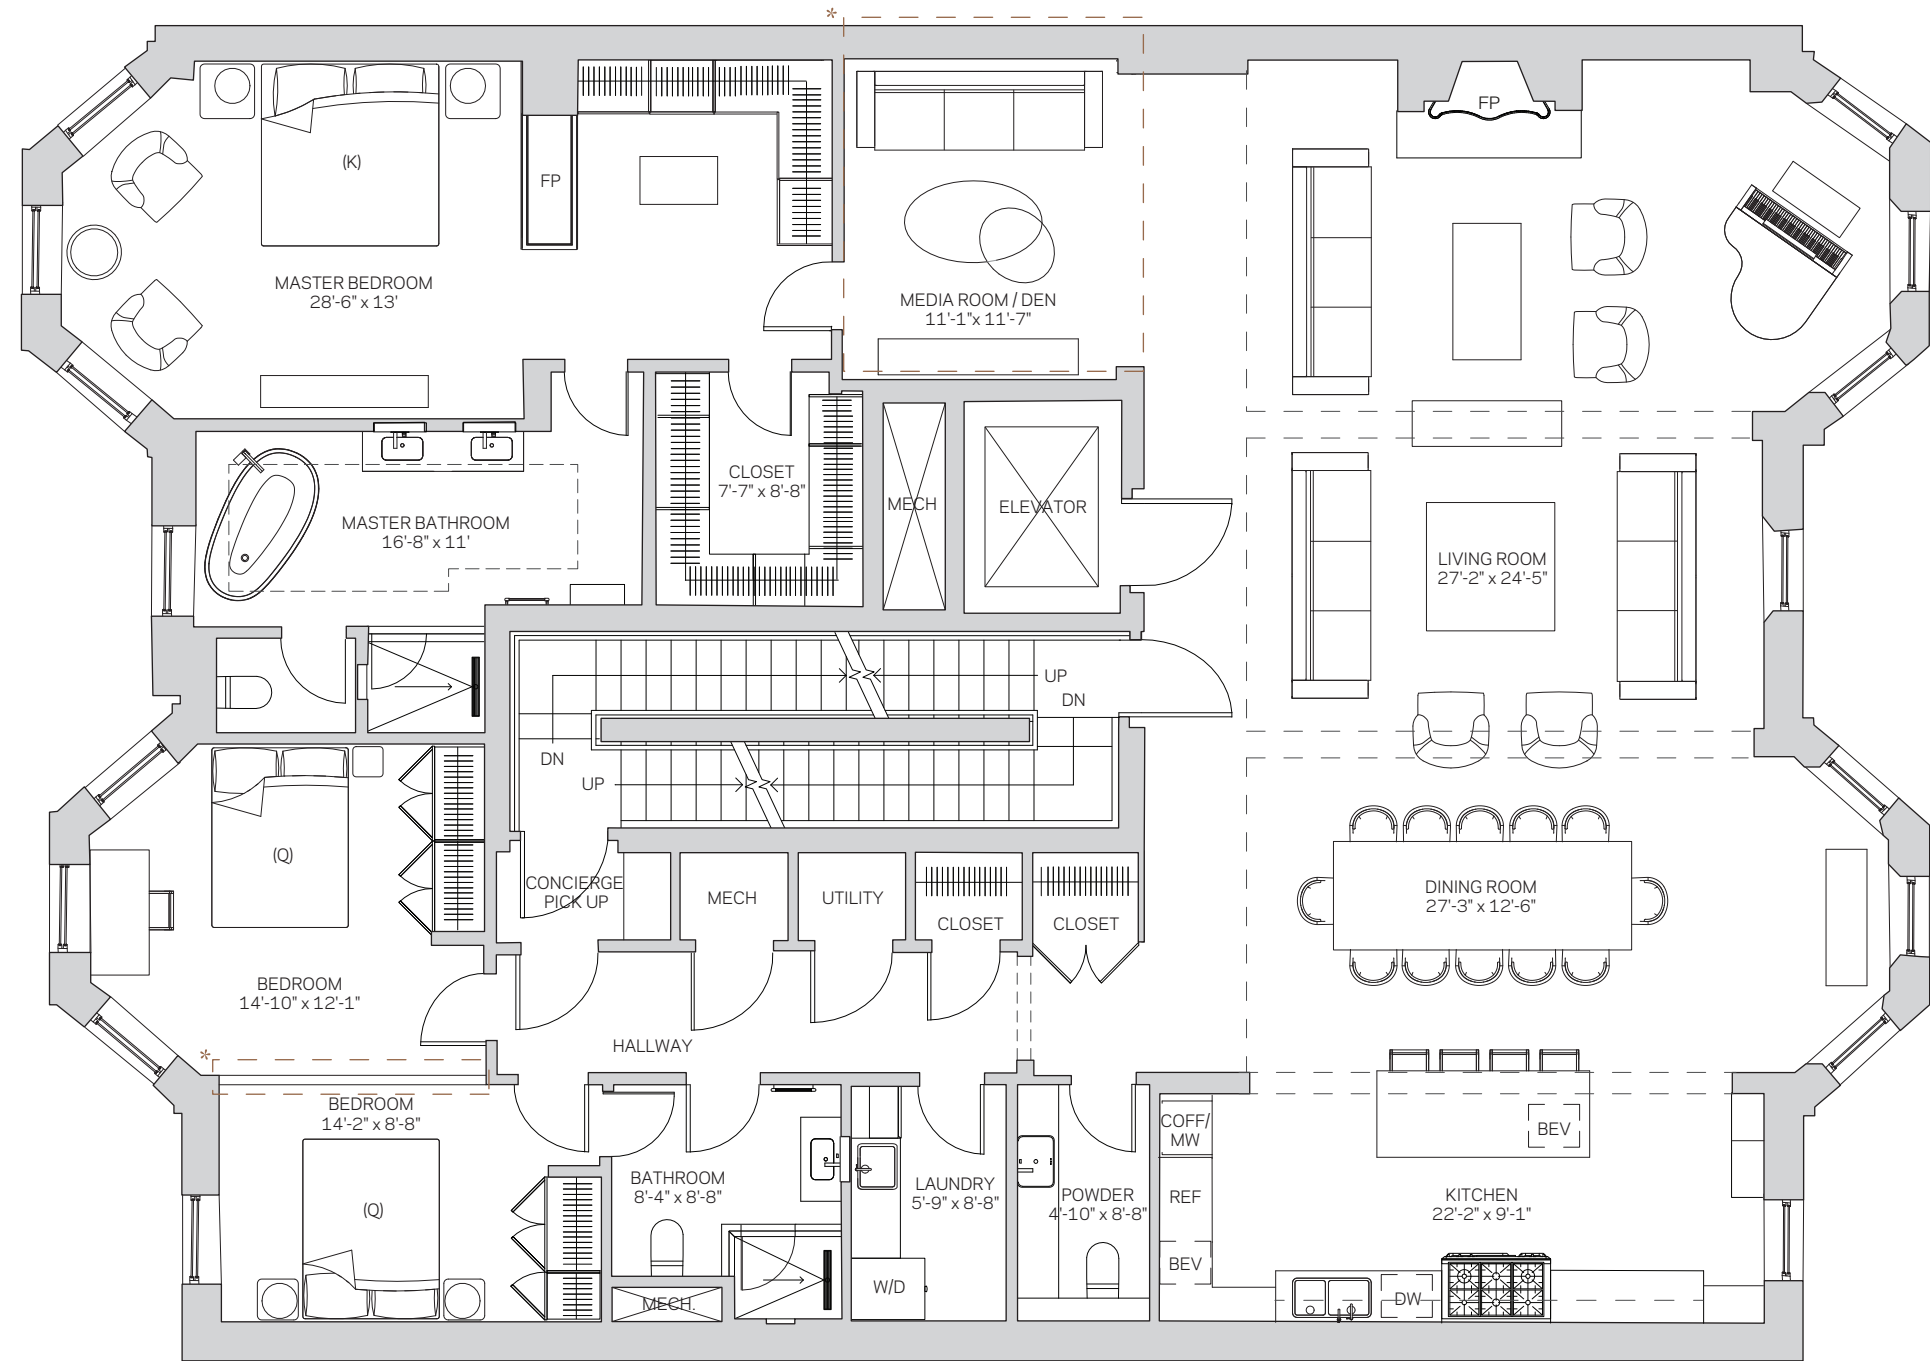 *
FP
(K)
FP
MASTER BEDROOM
28'-6" x 13'
MEDIA ROOM / DEN
11'-1"x 11'-7"
CLOSET
7'-7" x 8'-8"
MECH
ELEVATOR
MASTER BATHROOM
16'-8" x 11'
LIVING ROOM
27'-2" x 24'-5"
UP
DN
DN
UP
(Q)
CONCIERGE
PICK UP
MECH
UTILITY
CLOSET
CLOSET
DINING ROOM
27'-3" x 12'-6"
BEDROOM
14'-10" x 12'-1"
HALLWAY
*
BEDROOM
14'-2" x 8'-8"
COFF/
MW
BEV
(Q)
BATHROOM
8'-4" x 8'-8"
LAUNDRY
5'-9" x 8'-8"
POWDER
4'-10" x 8'-8"
REF
KITCHEN
22'-2" x 9'-1"
BEV
W/D
MECH.
DW